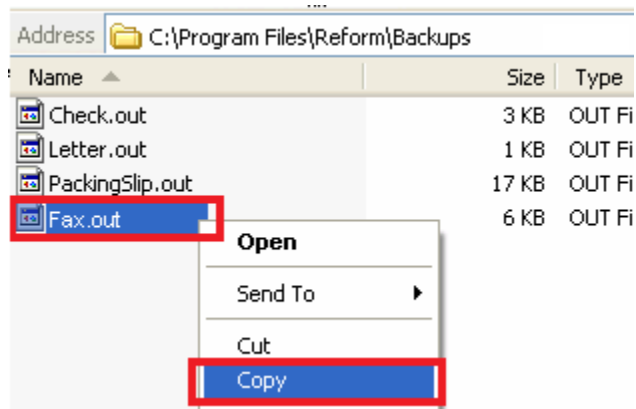 Address C:\Program Files\Reform\Backups
Name Size Type
Check.out 3 KB OUT Fi
Letter.out 1 KB OUT Fi
PackingSlip.out 17 KB OUT Fi
Fax.out 6 KB OUT Fi
Open
Send To
Cut
Copy